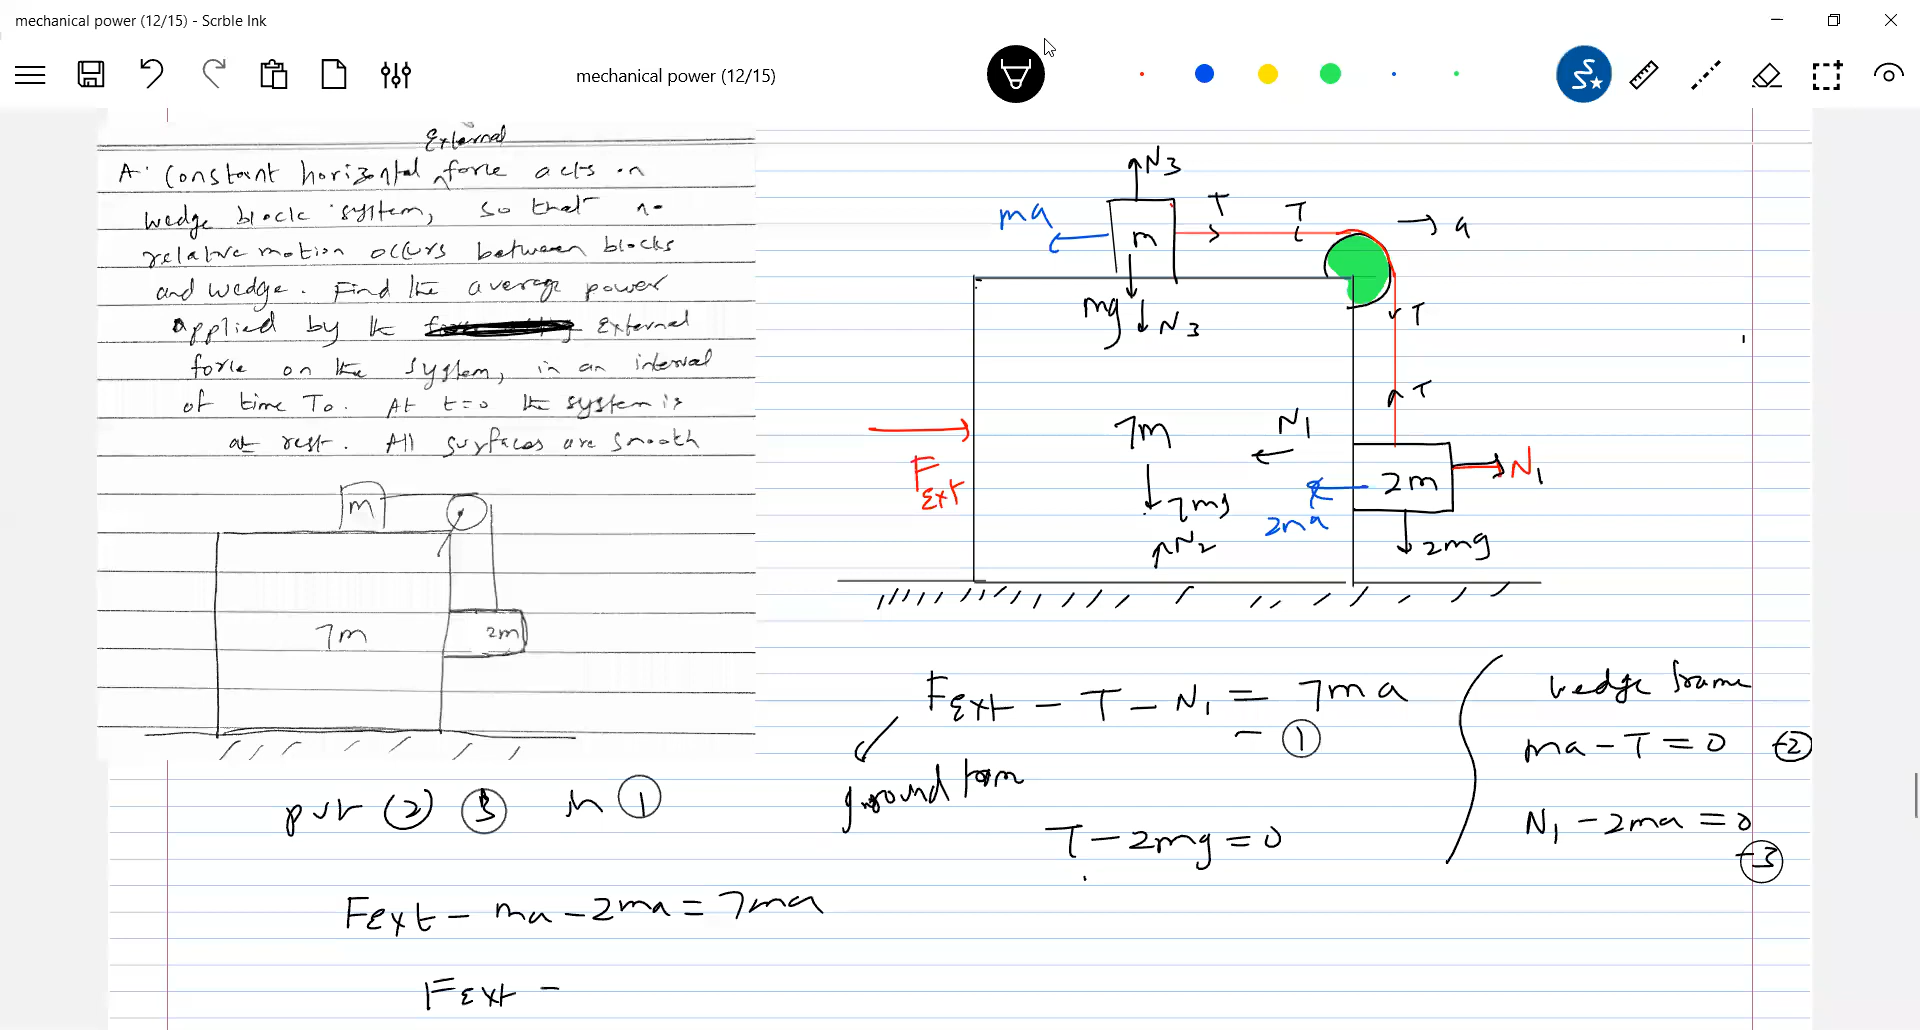 mechanical power (12/15) - Scrble Ink
mechanical power (12/15)
External
A constant horizontal force acts on
wedge block system, so that no
relative motion occurs between blocks
and wedge. Find the average power
applied by the External
force on the system, in an interval
of time To. At t=0 the system is
at rest. All surfaces are smooth
m
7m
2m
N3
ma
m
T
T
a
mg
N3
T
T
7m
N1
FExt
7mg
N2
2m
N1
2ma
2mg
FExt - T - N1 = 7ma
- ①
ground
T - 2mg = 0
wedge frame
ma - T = 0 -②
N1 - 2ma = 0
-③
put ② ③ in ①
FExt - ma - 2ma = 7ma
FExt =